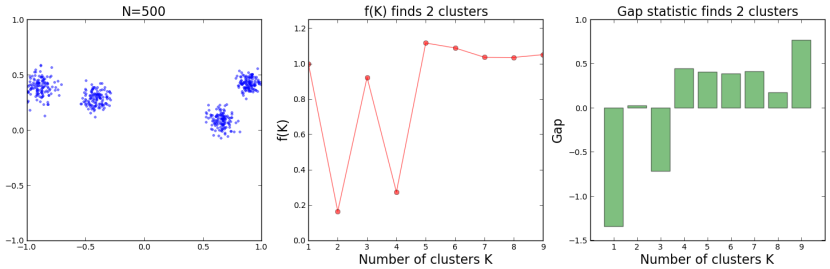 N=500
1.0
0.5
0.0
−0.5
−1.0
−1.0 −0.5 0.0 0.5 1.0
f(K) finds 2 clusters
f(K)
1.2
1.0
0.8
0.6
0.4
0.2
0.0
1 2 3 4 5 6 7 8 9
Number of clusters K
Gap statistic finds 2 clusters
Gap
1.0
0.5
0.0
−0.5
−1.0
−1.5
1 2 3 4 5 6 7 8 9
Number of clusters K